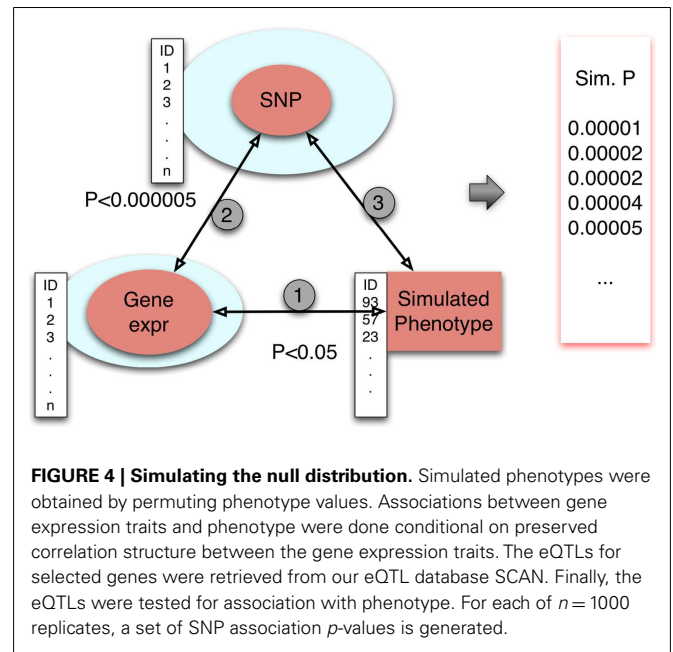 ID
1
2
3
.
.
.
n
SNP
P<0.000005
2
3
ID
1
2
3
.
.
.
n
Gene
expr
1
P<0.05
ID
93
57
23
.
.
.
Simulated
Phenotype
Sim. P
0.00001
0.00002
0.00002
0.00004
0.00005
...
FIGURE 4 | Simulating the null distribution. Simulated phenotypes were
obtained by permuting phenotype values. Associations between gene
expression traits and phenotype were done conditional on preserved
correlation structure between the gene expression traits. The eQTLs for
selected genes were retrieved from our eQTL database SCAN. Finally, the
eQTLs were tested for association with phenotype. For each of n = 1000
replicates, a set of SNP association p-values is generated.